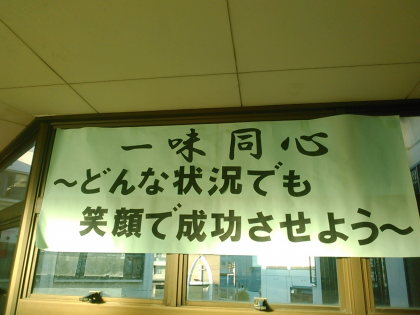 一味同心
～どんな状況でも
笑顔で成功させよう～